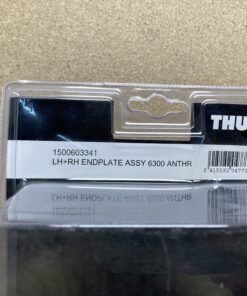 THU
1500603341
LH+RH ENDPLATE ASSY 6300 ANTHR